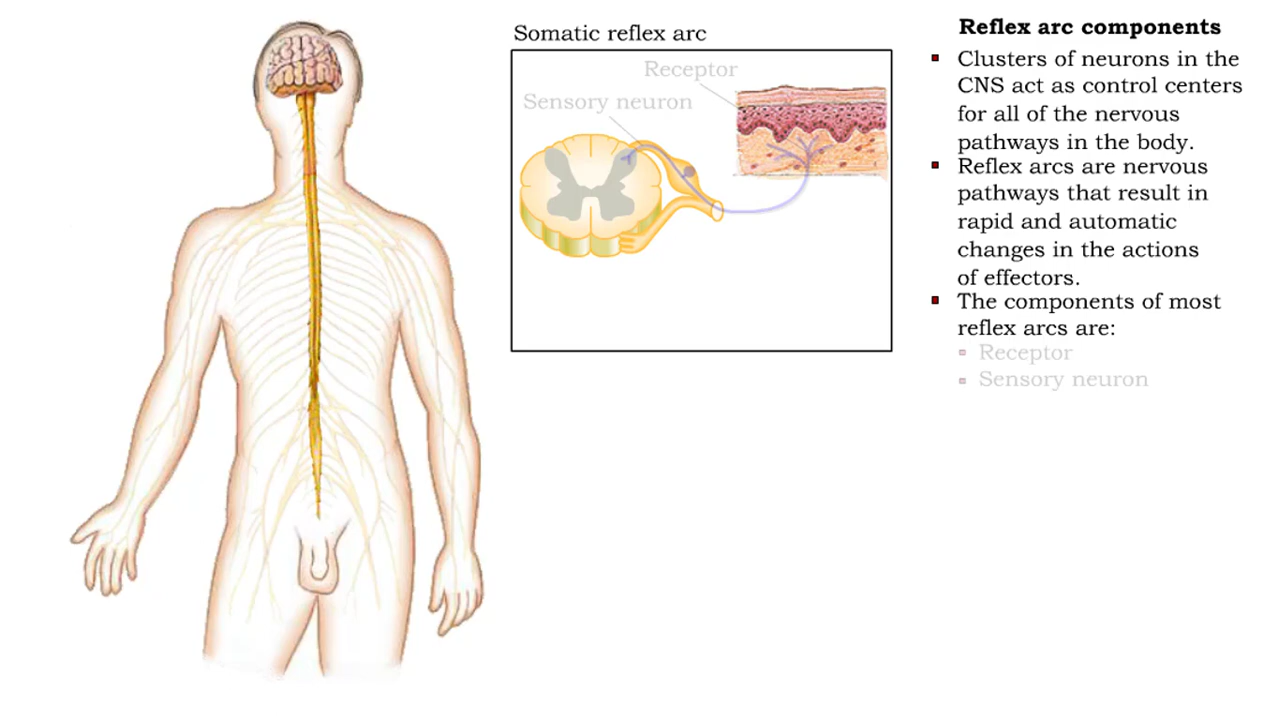 Somatic reflex arc
Receptor
Sensory neuron
Reflex arc components
Clusters of neurons in the
CNS act as control centers
for all of the nervous
pathways in the body.
Reflex arcs are nervous
pathways that result in
rapid and automatic
changes in the actions
of effectors.
The components of most
reflex arcs are:
Receptor
Sensory neuron